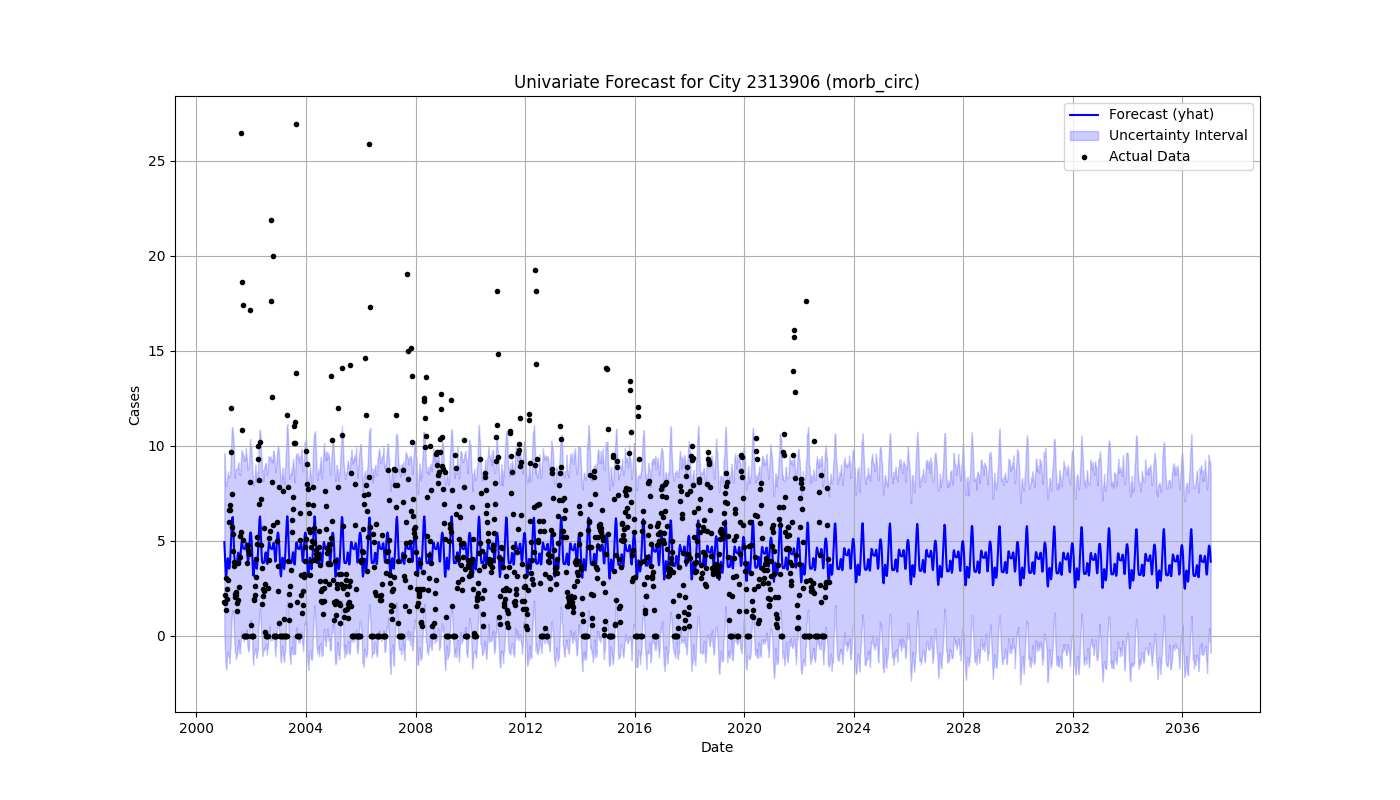 Univariate Forecast for City 2313906 (morb_circ)
Forecast (yhat)
Uncertainty Interval
Actual Data
Cases
25
20
15
10
5
0
2000 2004 2008 2012 2016 2020 2024 2028 2032 2036
Date